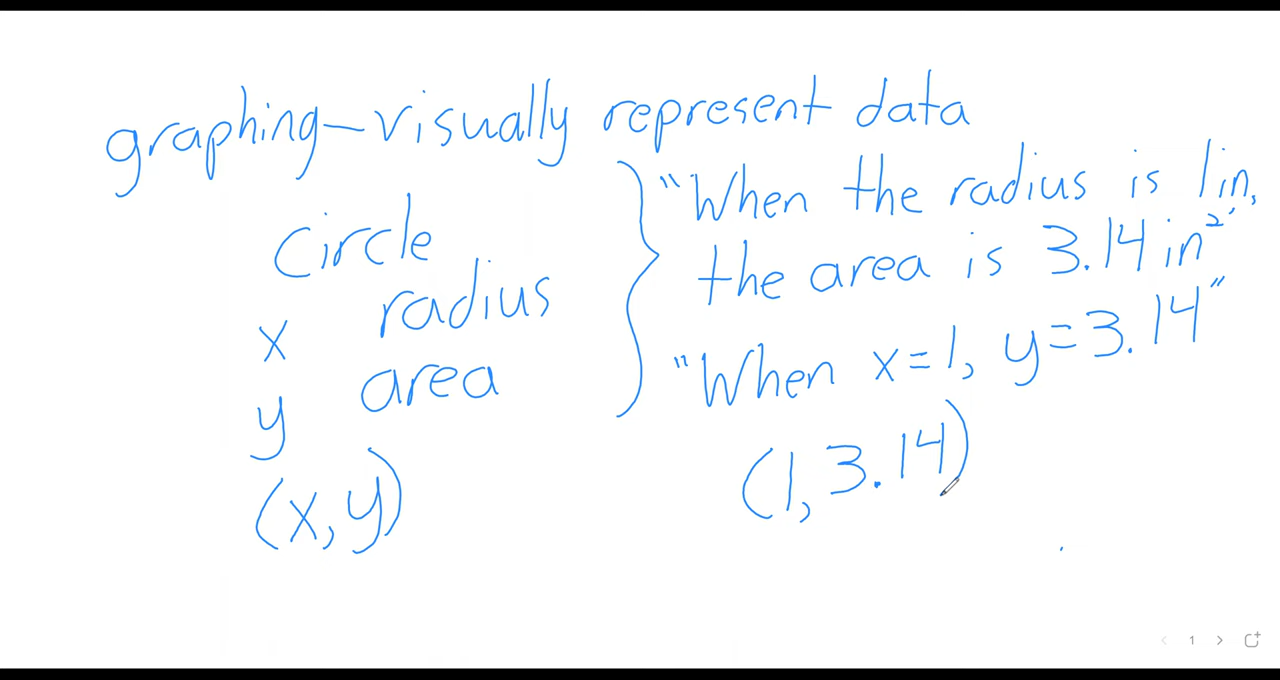 graphing—visually represent data
circle
x radius
y area
(x, y)
"When the radius is 1in,
the area is 3.14 in²"
"When x=1, y=3.14"
(1, 3.14)
1